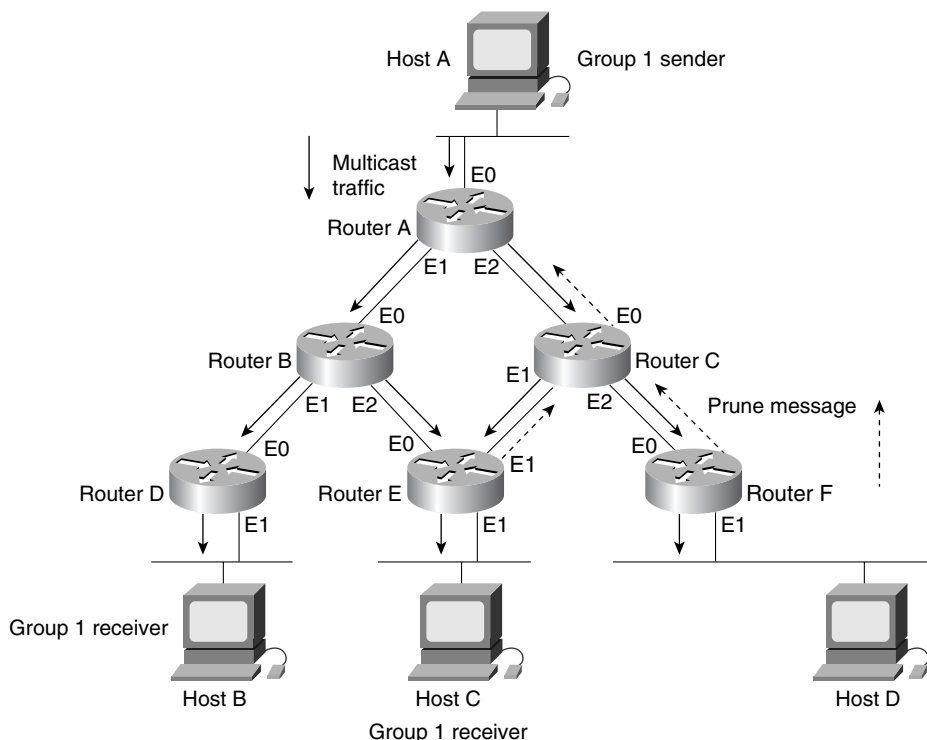 Host A
Group 1 sender
Multicast
traffic
E0
Router A
E1
E2
E0
E0
Router B
Router C
E1
E2
E1
E2
Prune message
E0
E0
E1
E0
Router D
Router E
Router F
E1
E1
E1
Group 1 receiver
Host B
Host C
Host D
Group 1 receiver